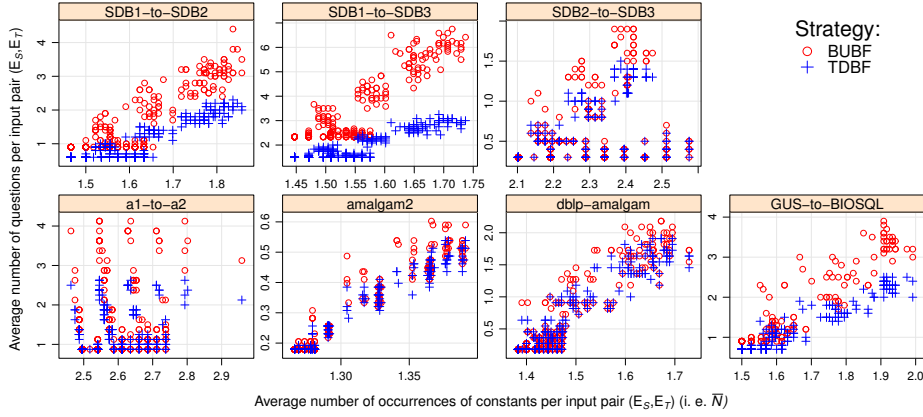 SDB1-to-SDB2
SDB1-to-SDB3
SDB2-to-SDB3
Strategy:
BUBF
TDBF
Average number of questions per input pair (E_S,E_T)
4
3
2
1
1.5 1.6 1.7 1.8
6
5
4
3
2
1.45 1.50 1.55 1.60 1.65 1.70 1.75
1.5
1.0
0.5
2.1 2.2 2.3 2.4 2.5
a1-to-a2
amalgam2
dblp-amalgam
GUS-to-BIOSQL
4
3
2
1
2.5 2.6 2.7 2.8 2.9
0.6
0.5
0.4
0.3
0.2
1.30 1.35
2.0
1.5
1.0
0.5
1.4 1.5 1.6 1.7
4
3
2
1
1.5 1.6 1.7 1.8 1.9 2.0
Average number of occurrences of constants per input pair (E_S,E_T) (i. e. N̅)